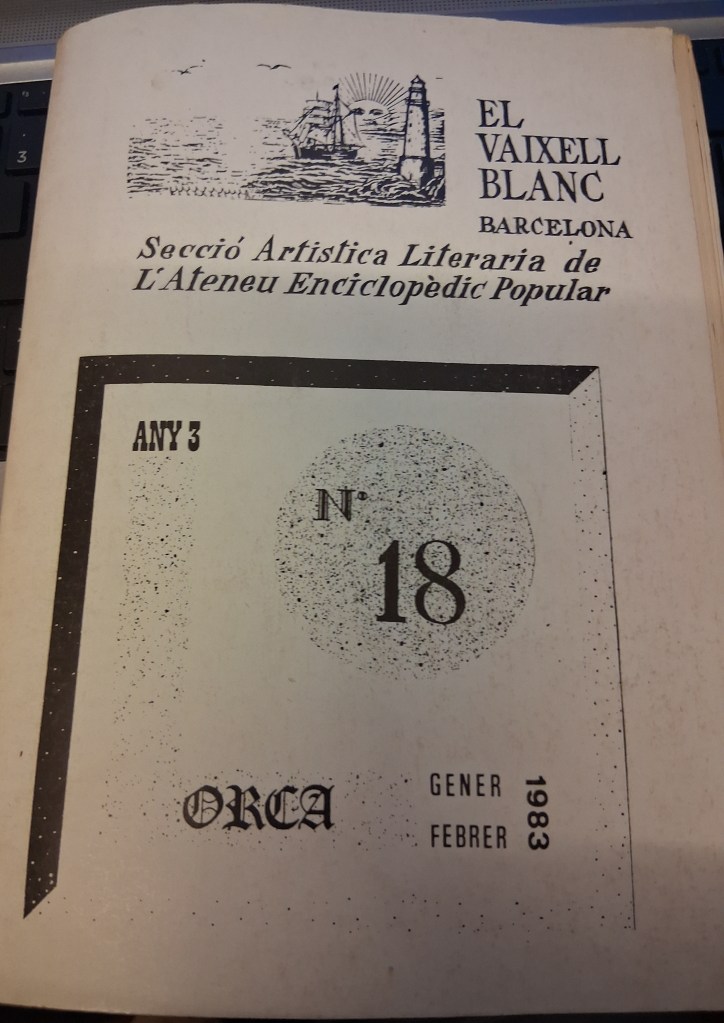 EL
VAIXELL
BLANC
BARCELONA
Secció Artistica Literaria de
L'Ateneu Enciclopèdic Popular
ANY 3
Nº
18
ORCA
GENER
FEBRER
1983
3